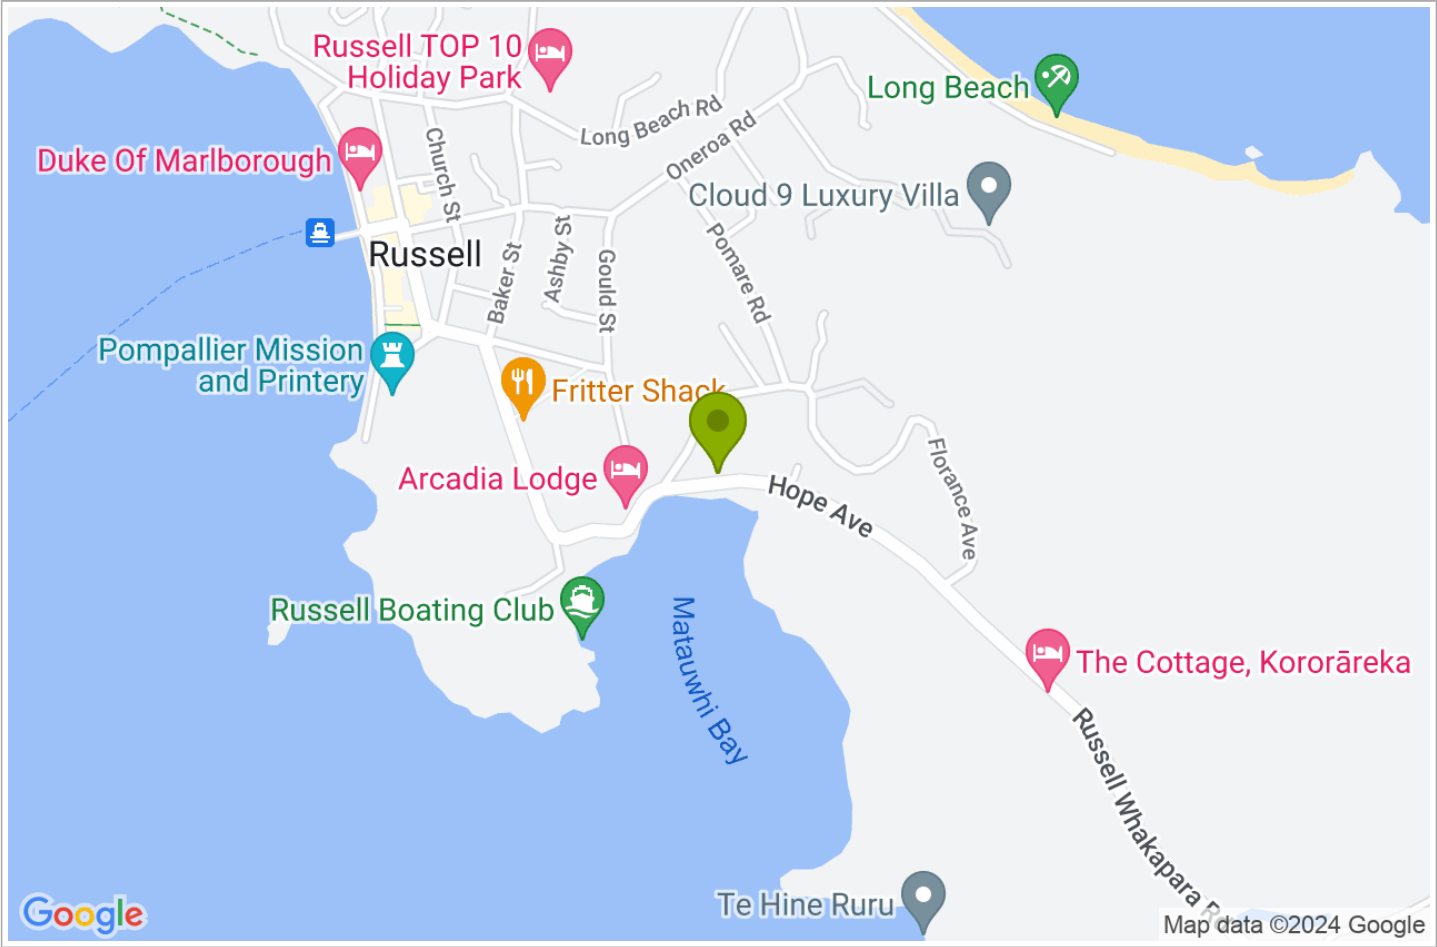 Russell TOP 10
Holiday Park
Long Beach
Long Beach Rd
Oneroa Rd
Duke Of Marlborough
Church St
Cloud 9 Luxury Villa
Russell
Baker St
Ashby St
Gould St
Pomare Rd
Pompallier Mission
and Printery
Fritter Shack
Arcadia Lodge
Hope Ave
Florance Ave
Russell Boating Club
Matauwhi Bay
The Cottage, Kororāreka
Russell Whakapara
Te Hine Ruru
Google
Map data ©2024 Google